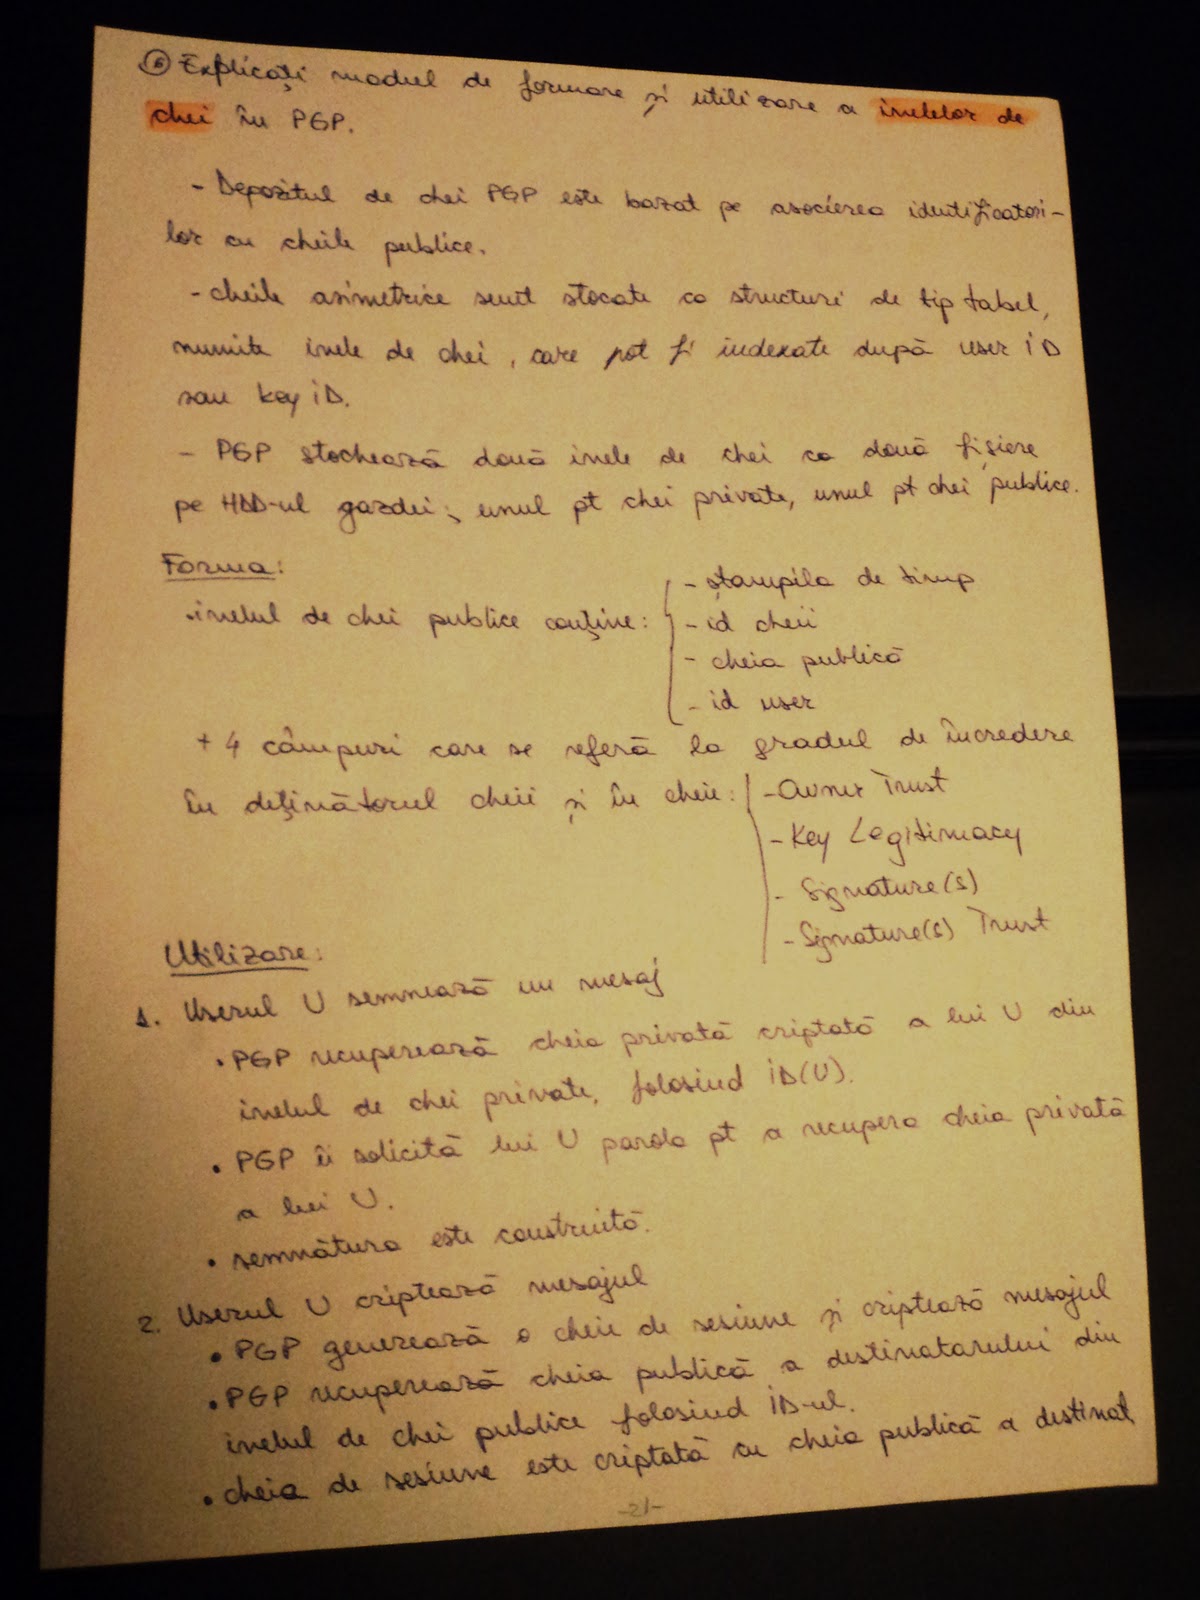 ⑥ Explicați modul de formare și utilizare a inelelor de
chei în PGP.
- Depozitul de chei PGP este bazat pe asocierea identificatori-
lor cu cheile publice.
- cheile asimetrice sunt stocate ca structuri de tip tabel,
numite inele de chei, care pot fi indexate după user iD
sau key iD.
- PGP stochează două inele de chei ca două fișiere
pe HDD-ul gazdei; unul pt chei private, unul pt chei publice.
Forma:
- ștampila de timp
•inelul de chei publice conține:
- id cheii
- cheia publică
- id user
+ 4 câmpuri care se referă la gradul de încredere
în deținătorul cheii și în cheie:
- Owner Trust
- Key Legitimacy
- Signature(s)
- Signature(s) Trust
Utilizare:
1. Userul U semnează un mesaj
• PGP recuperează cheia privată criptată a lui U din
inelul de chei private, folosind iD(U).
• PGP îi solicită lui U parola pt a recupera cheia privată
a lui U.
• semnătura este construită.
2. Userul U criptează mesajul
• PGP generează o cheie de sesiune și criptează mesajul
• PGP recuperează cheia publică a destinatarului din
inelul de chei publice folosind iD-ul.
• cheia de sesiune este criptată cu cheia publică a destinat.
-21-